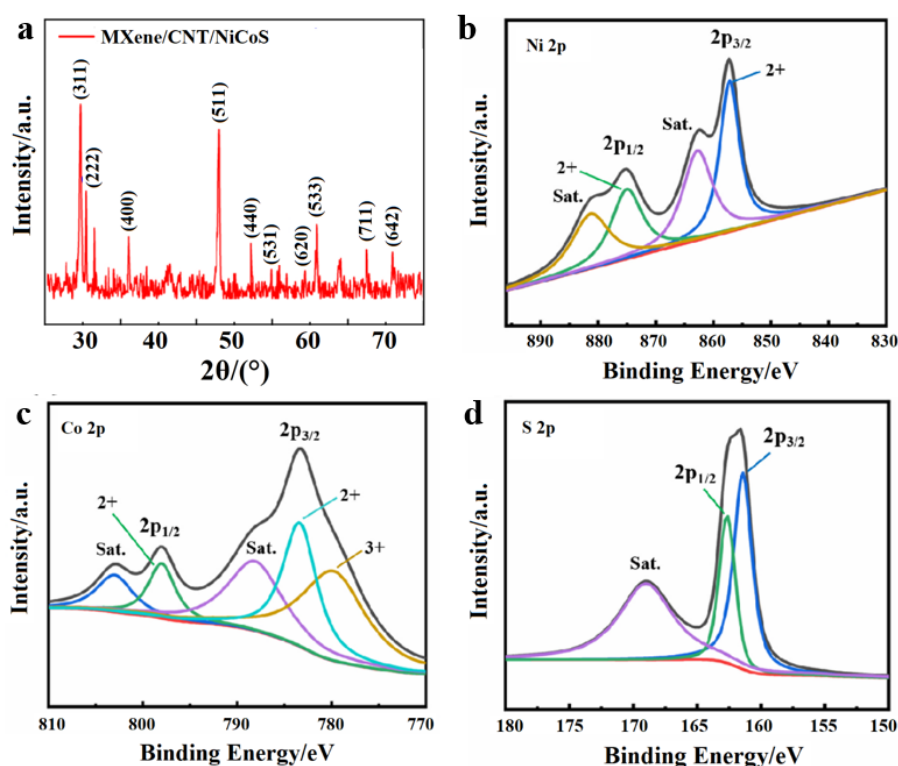 a
MXene/CNT/NiCoS
(311)
(222)
(400)
(511)
(440)
(531)
(620)
(533)
(711)
(642)
Intensity/a.u.
30
40
50
60
70
2θ/(°)
b
Ni 2p
2p3/2
2+
Sat.
2p1/2
2+
Sat.
Intensity/a.u.
890
880
870
860
850
840
830
Binding Energy/eV
c
Co 2p
2p3/2
2+
2+
2p1/2
3+
Sat.
Sat.
Intensity/a.u.
810
800
790
780
770
Binding Energy/eV
d
S 2p
2p3/2
2p1/2
Sat.
Intensity/a.u.
180
175
170
165
160
155
150
Binding Energy/eV